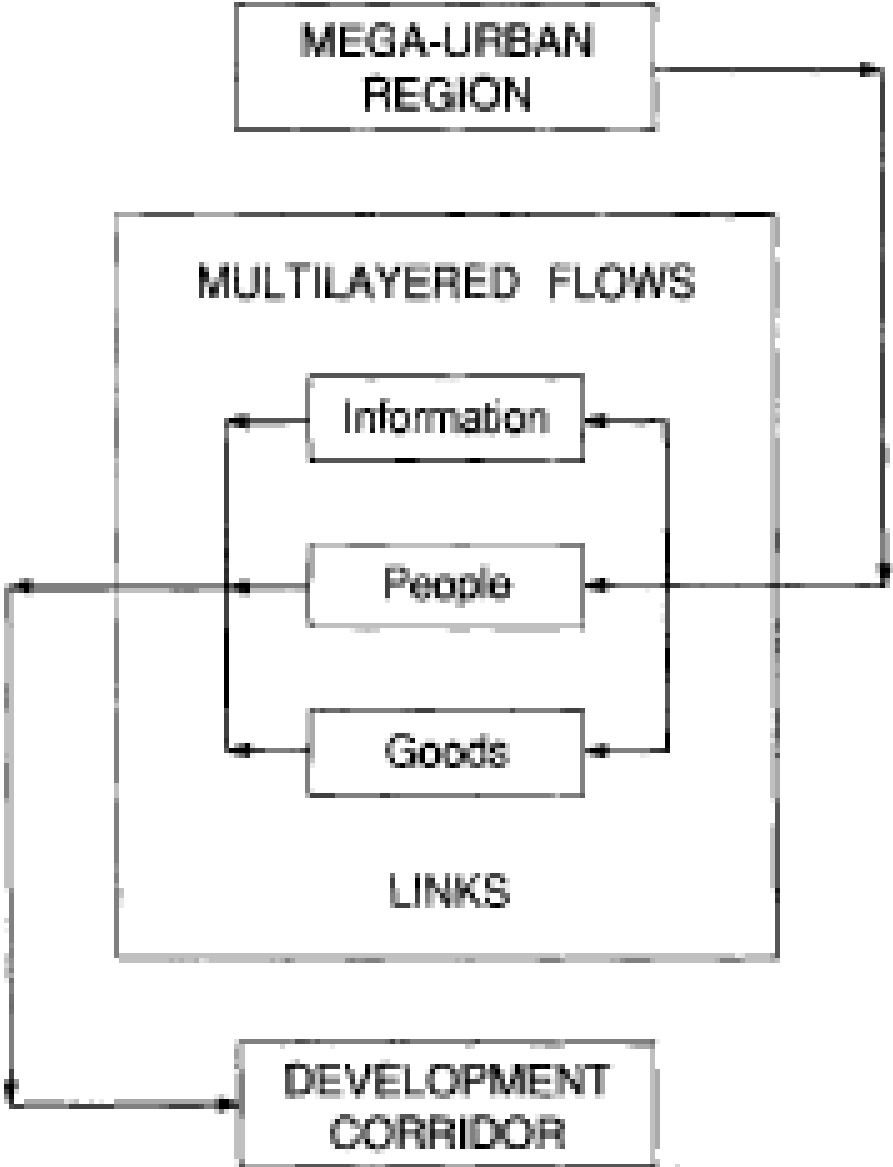 MEGA-URBAN
REGION
MULTILAYERED FLOWS
Information
People
Goods
LINKS
DEVELOPMENT
CORRIDOR